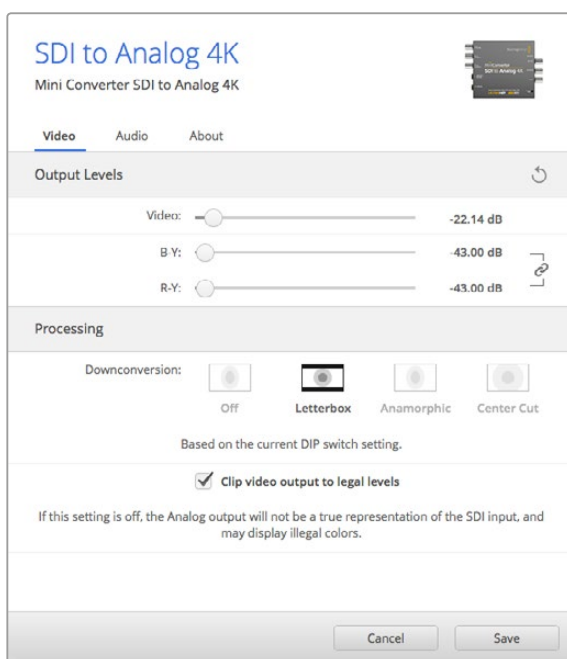 SDI to Analog 4K
Mini Converter SDI to Analog 4K
Video Audio About
Output Levels
Video: -22.14 dB
B-Y: -43.00 dB
R-Y: -43.00 dB
Processing
Downconversion:
Off Letterbox Anamorphic Center Cut
Based on the current DIP switch setting.
Clip video output to legal levels
If this setting is off, the Analog output will not be a true representation of the SDI input, and
may display illegal colors.
Cancel Save